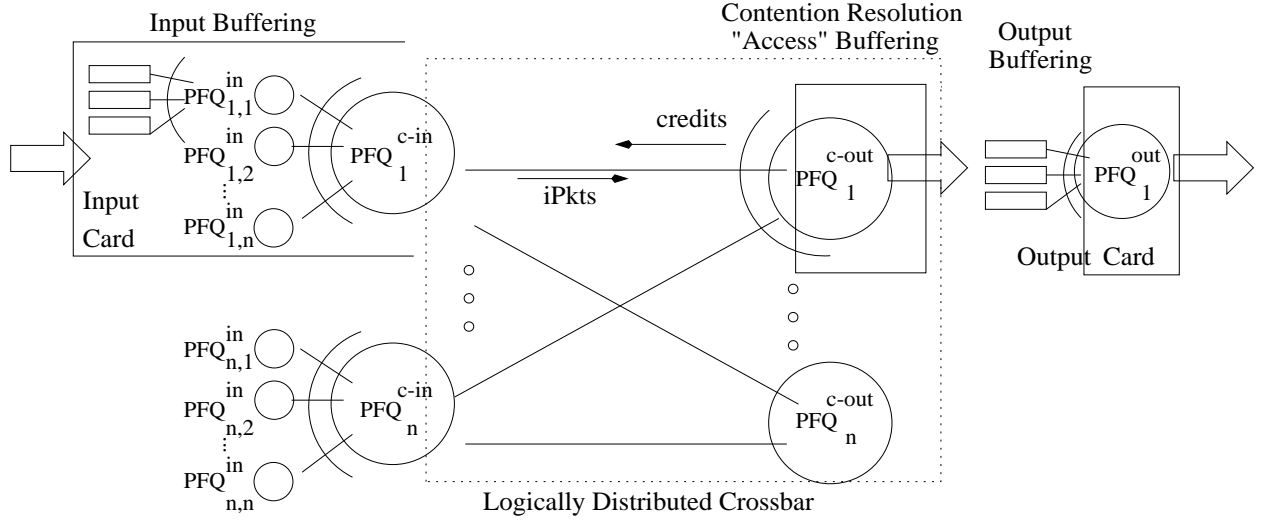 Input Buffering
Contention Resolution
"Access" Buffering
Output
Buffering
PFQ in 1,1
PFQ in 1,2
PFQ in 1,n
PFQ c-in 1
Input
Card
credits
iPkts
PFQ c-out 1
PFQ out 1
Output Card
PFQ in n,1
PFQ in n,2
PFQ in n,n
PFQ c-in n
PFQ c-out n
Logically Distributed Crossbar